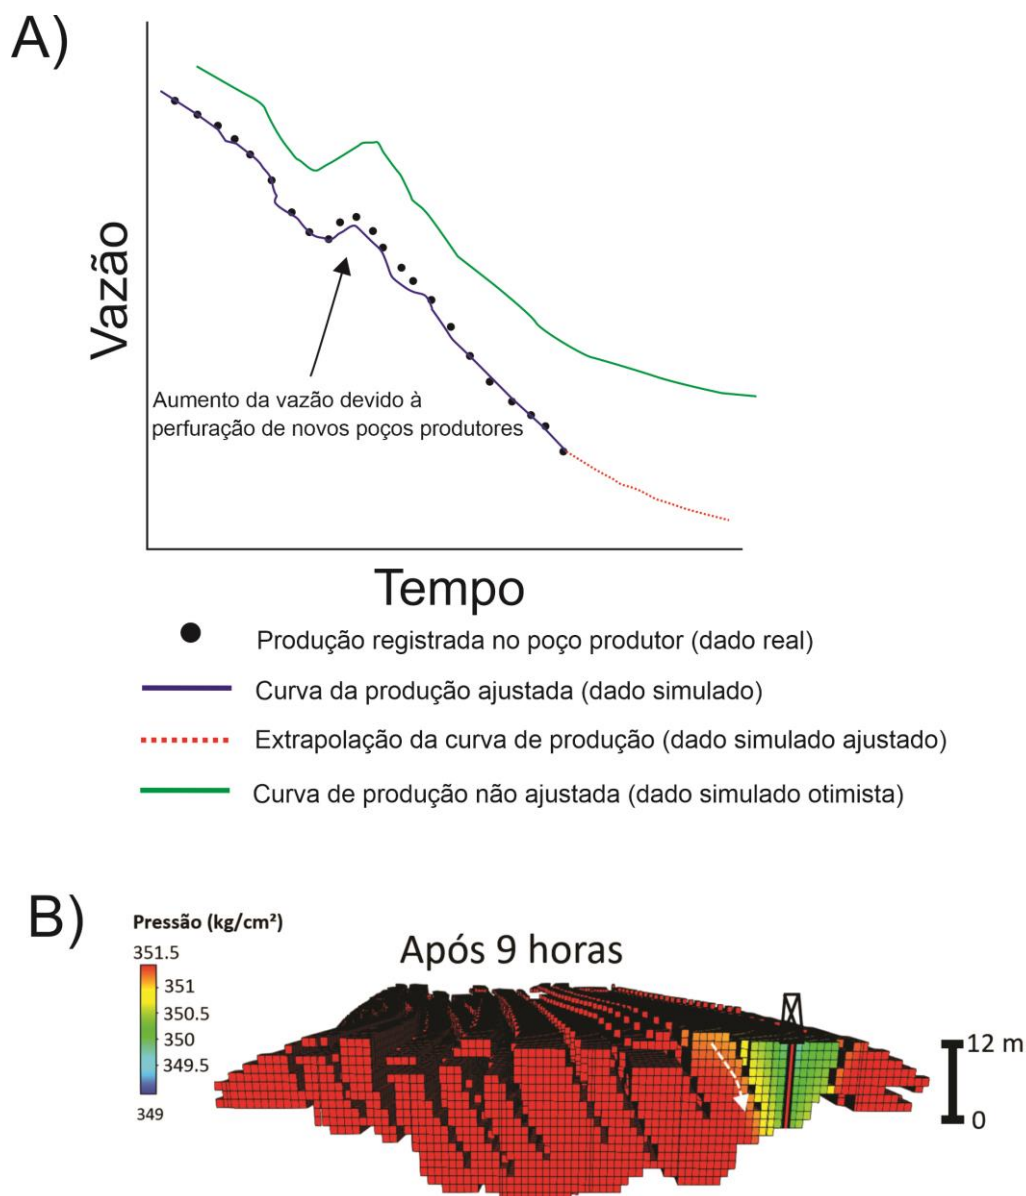 A)
Vazão
Aumento da vazão devido à
perfuração de novos poços produtores
Tempo
Produção registrada no poço produtor (dado real)
Curva da produção ajustada (dado simulado)
Extrapolação da curva de produção (dado simulado ajustado)
Curva de produção não ajustada (dado simulado otimista)
B)
Pressão (kg/cm²)
351.5
351
350.5
350
349.5
349
Após 9 horas
12 m
0